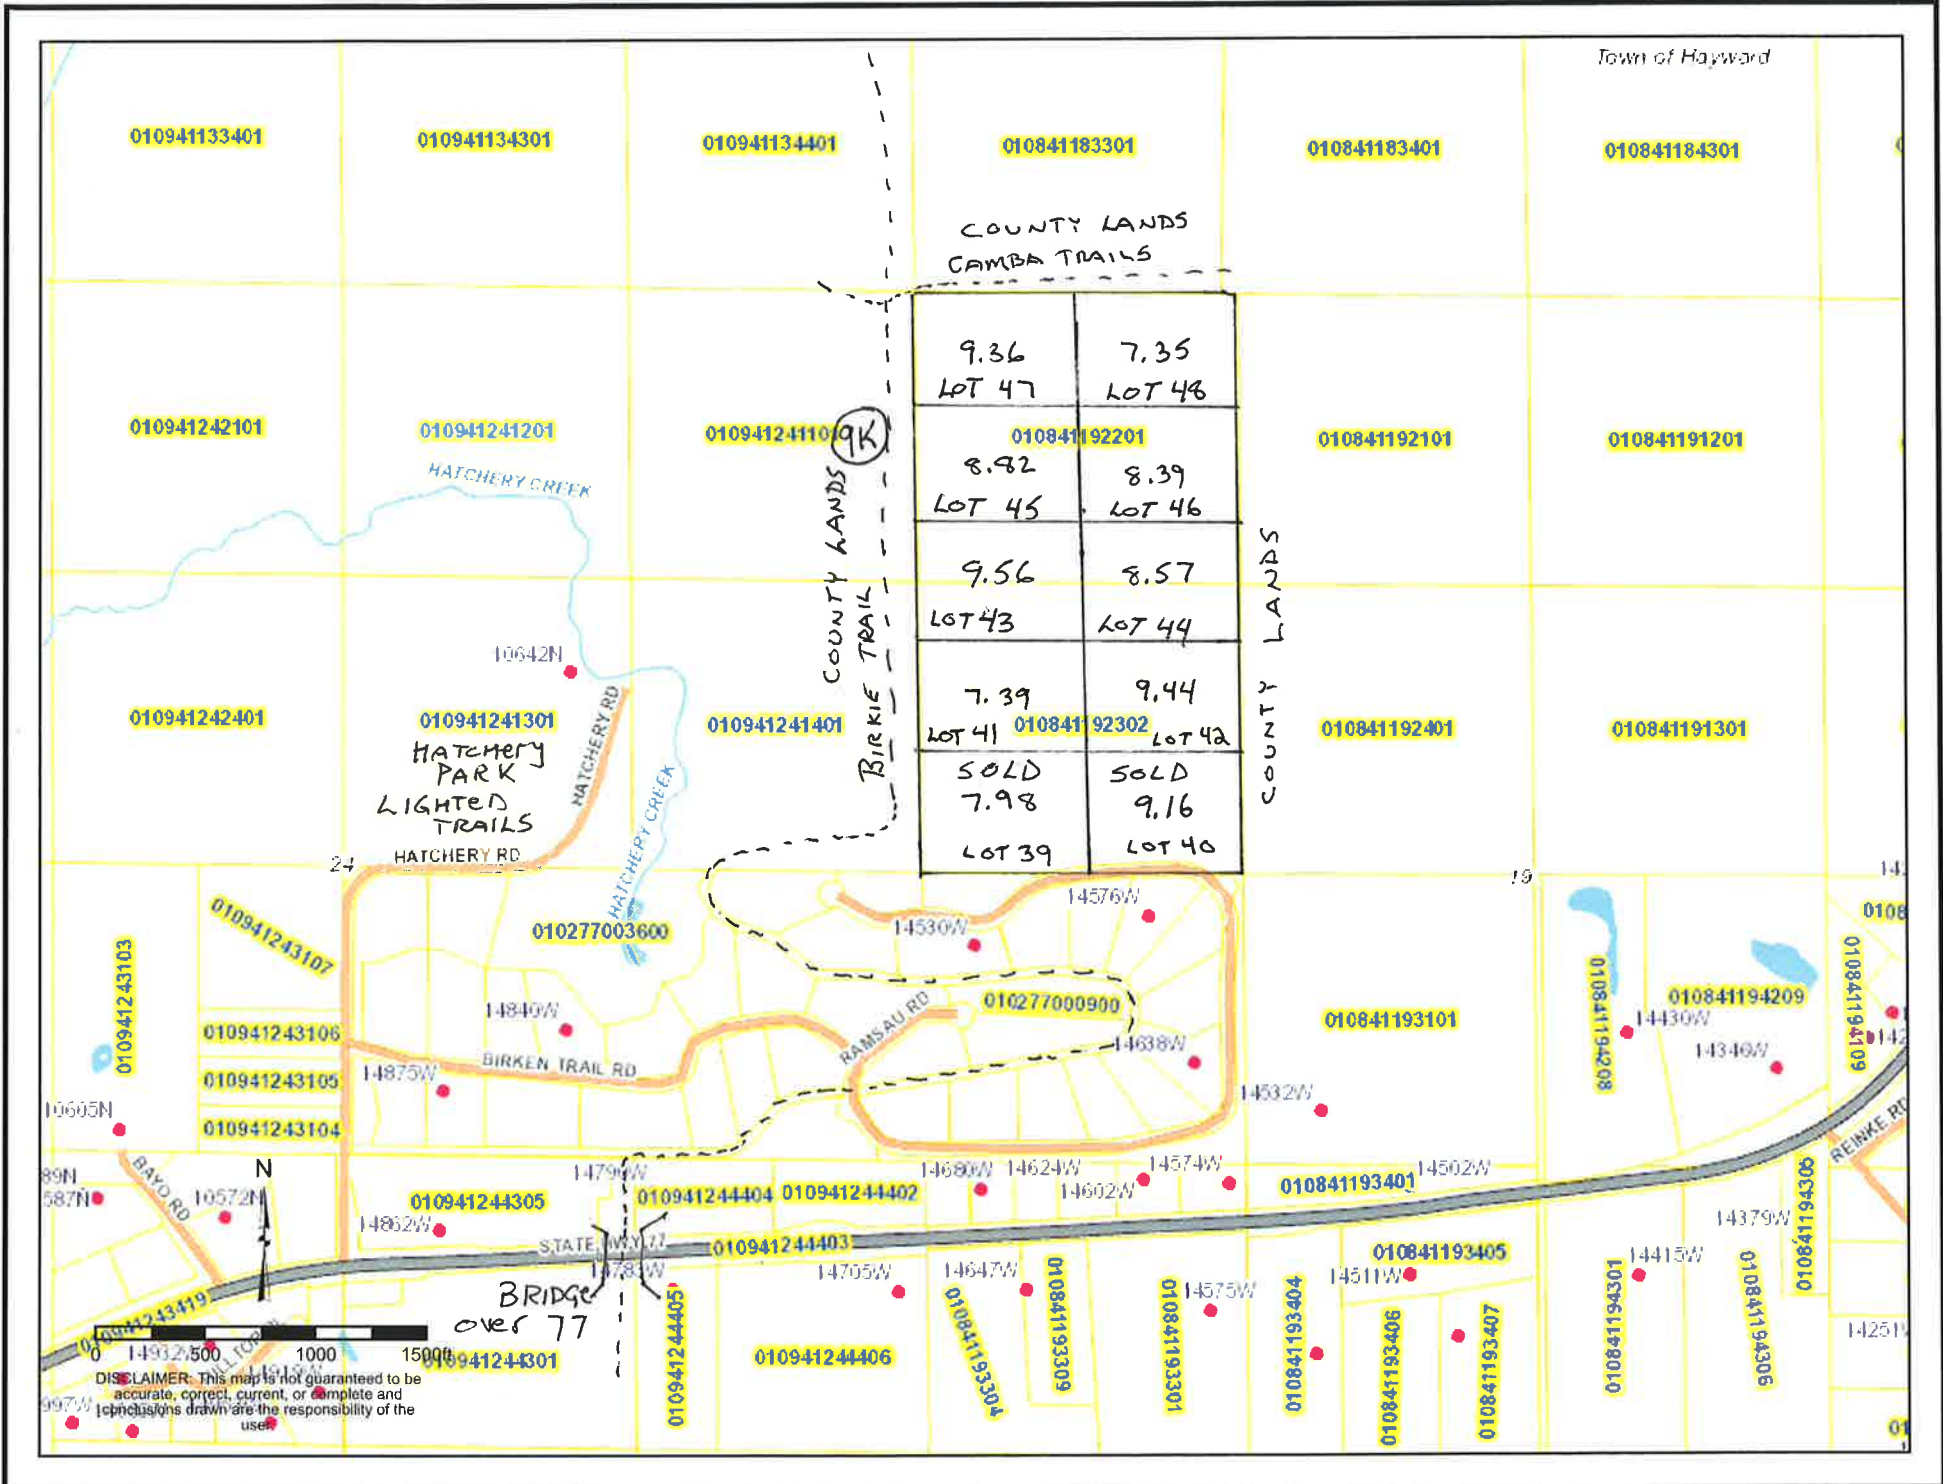 Town of Hayward
010941133401
010941134301
010941134401
010841183301
010841183401
010841184301
COUNTY LANDS
CAMBA TRAILS
9.36
LOT 47
7.35
LOT 48
010941242101
010941241201
9K
010841192201
010841192101
010841191201
HATCHERY CREEK
8.82
LOT 45
8.39
LOT 46
COUNTY LANDS
BIRKIE TRAIL
9.56
LOT 43
8.57
LOT 44
COUNTY LANDS
10642N
7.39
LOT 41
9.44
LOT 42
010941242401
010941241301
010941241401
010841192302
010841192401
010841191301
HATCHERY
PARK
LIGHTED
TRAILS
HATCHERY RD
HATCHERY CREEK
SOLD
7.98
LOT 39
SOLD
9.16
LOT 40
24
HATCHERY RD
19
14576W
14530W
010941243107
010277003600
010941243103
14840W
010277000900
RAMSAU RD
010841193101
010841194208
010841194209
14430W
010841194109
14346W
010941243106
BIRKEN TRAIL RD
14638W
14875W
010941243105
14532W
10605N
010941243104
REINKE RD
BAYO RD
N
89N
587N
10572N
14796W
14680W
14624W
14574W
14602W
14502W
010941244305
010941244404
010941244402
010841193401
14862W
STATE HWY 77
010941244403
14783W
14705W
14647W
14575W
14511W
010841193405
14415W
14379W
010841194305
BRIDGE
over 77
010941243419
010941244405
010841193304
010841193309
010841193301
010841193404
010841193406
010841193407
010841194301
010841194306
0 500 1000 1500ft
010941244301
010941244406
DISCLAIMER: This map is not guaranteed to be
accurate, correct, current, or complete and
conclusions drawn are the responsibility of the
user.